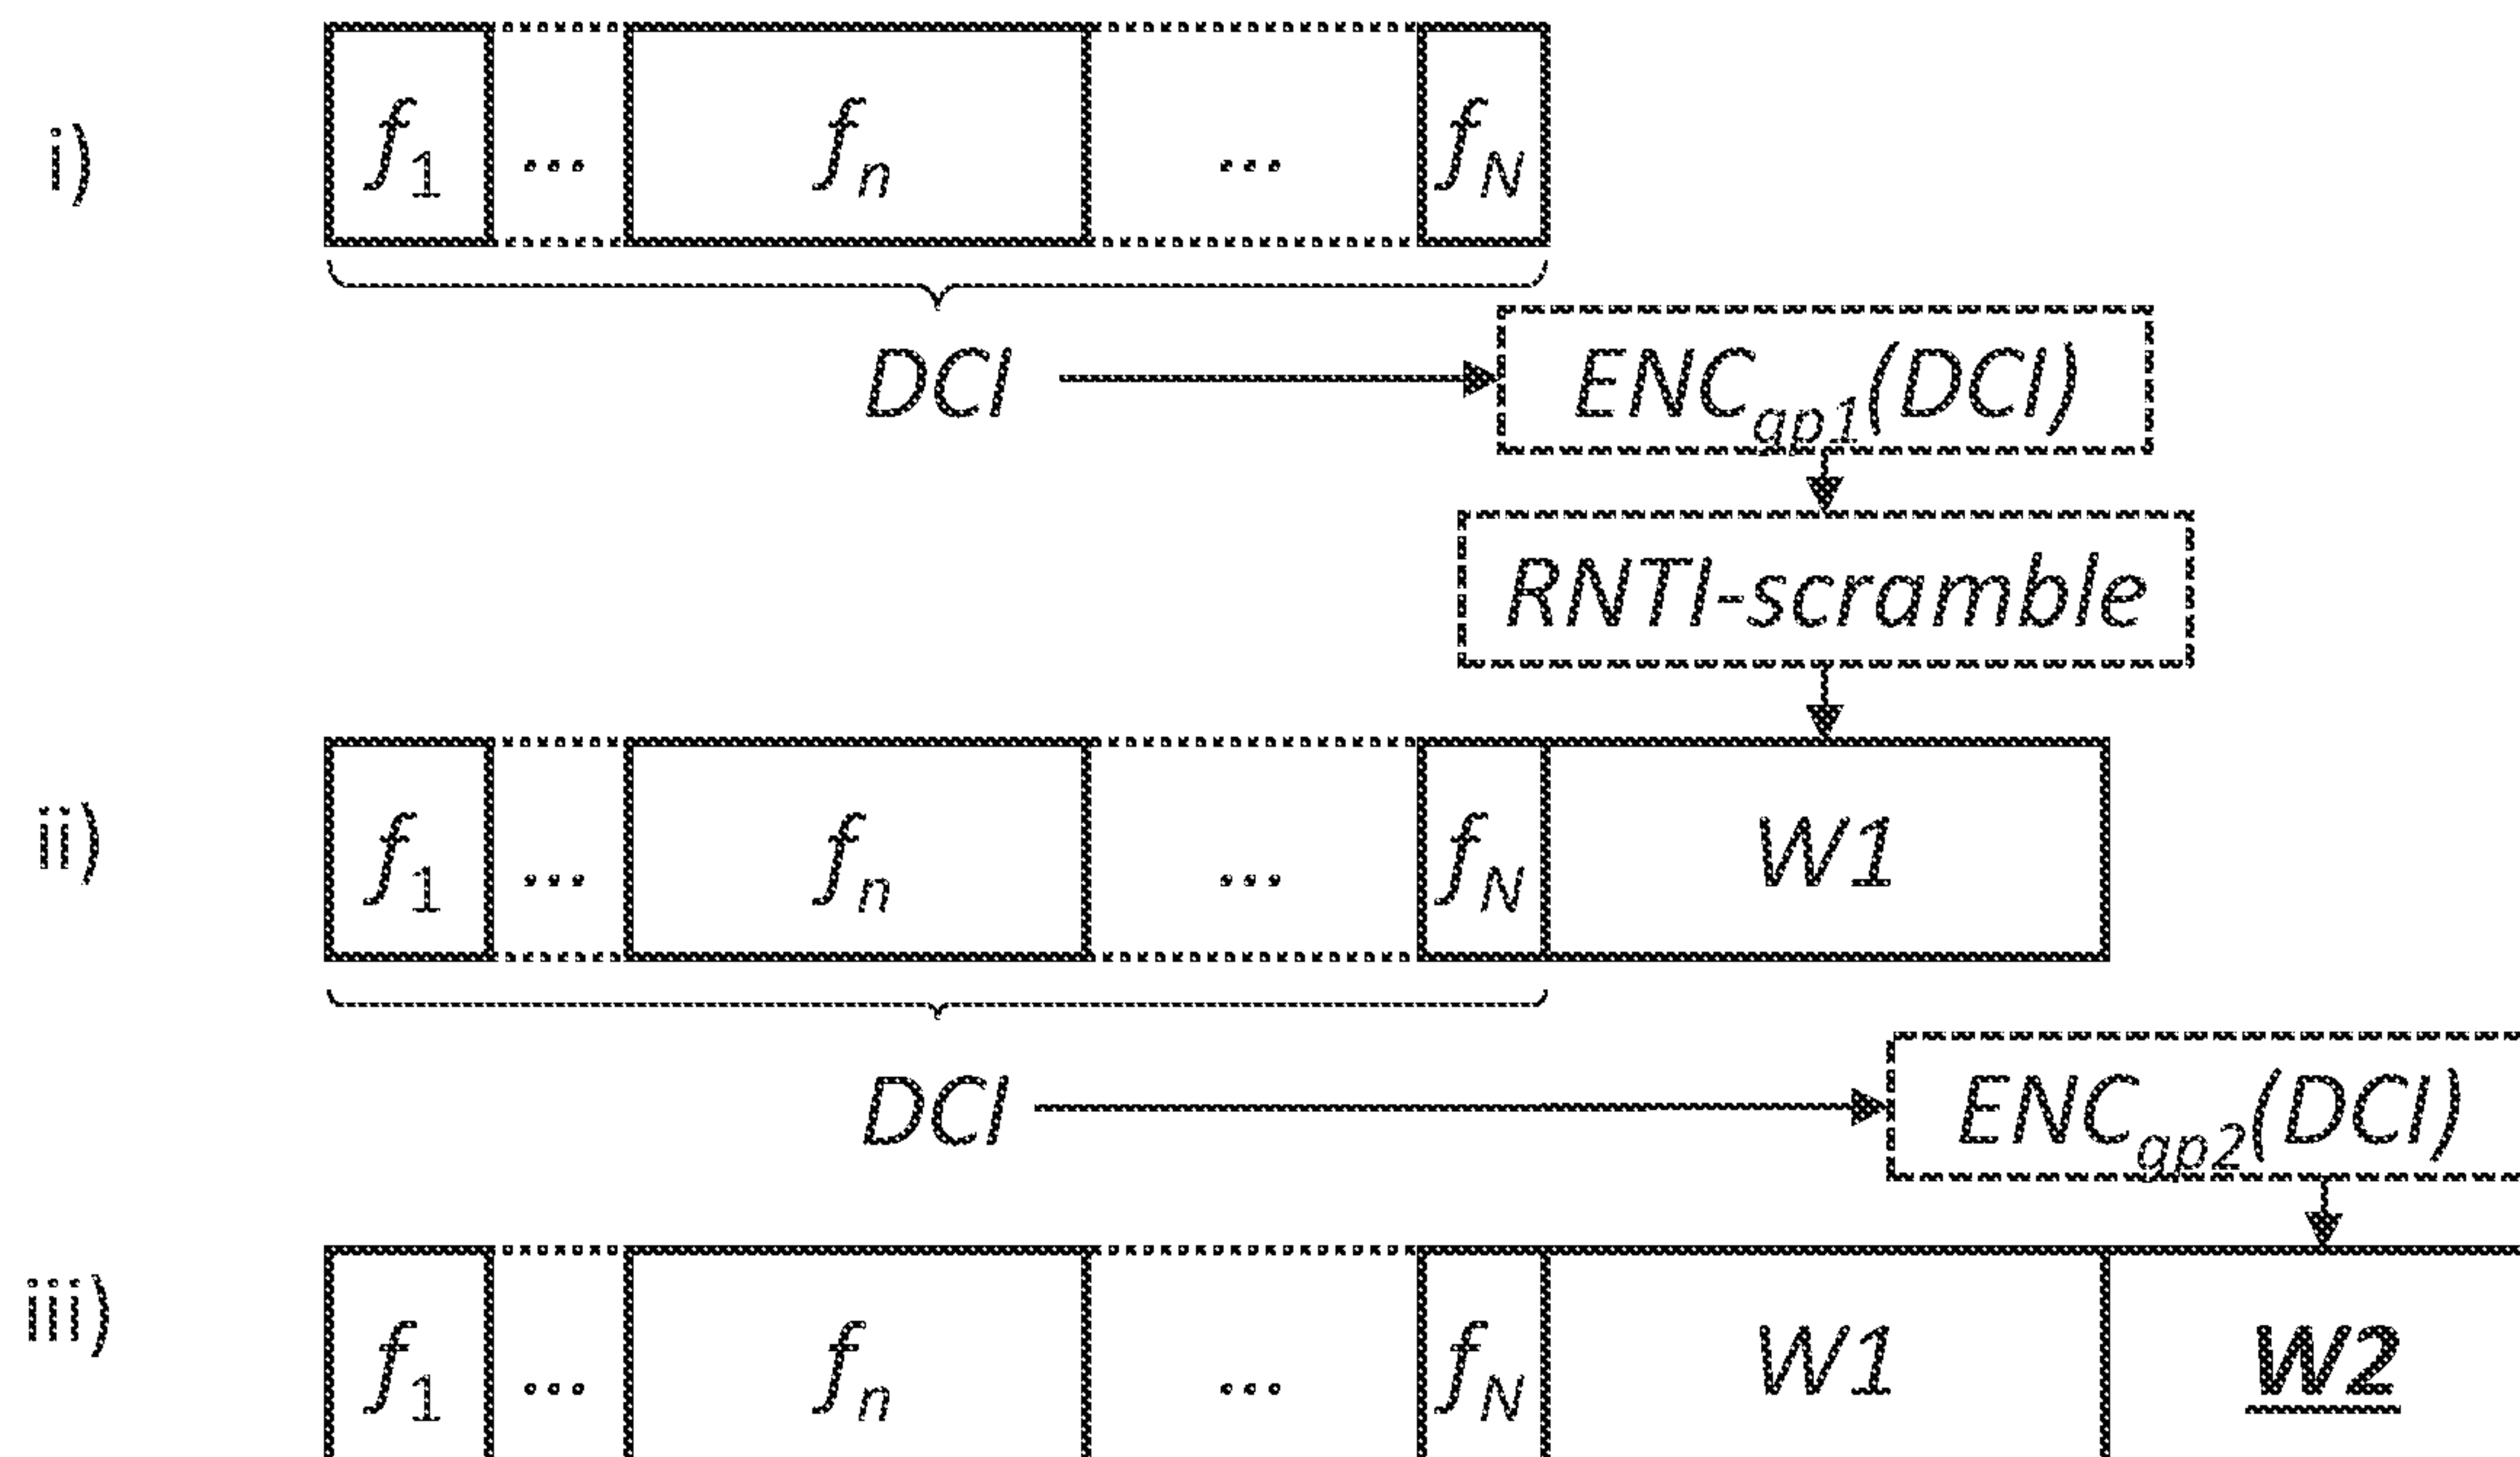 i) f1 ... fn ... fN
DCI ENCgp1(DCI)
RNTI-scramble
ii) f1 ... fn ... fN W1
DCI ENCgp2(DCI)
iii) f1 ... fn ... fN W1 W2